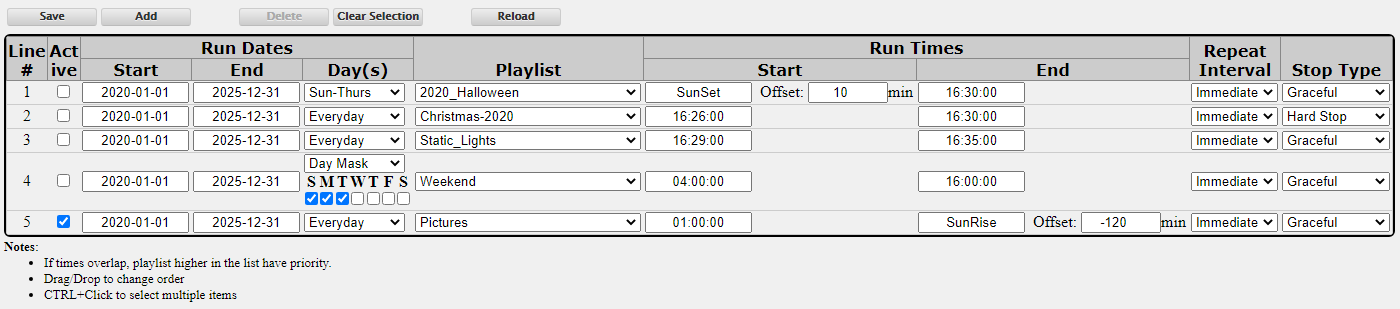 Save Add Delete Clear Selection Reload
Line # Act ive Run Dates Playlist Run Times Repeat Interval Stop Type
Start End Day(s) Start End
1 2020-01-01 2025-12-31 Sun-Thurs 2020_Halloween SunSet Offset: 10 min 16:30:00 Immediate Graceful
2 2020-01-01 2025-12-31 Everyday Christmas-2020 16:26:00 16:30:00 Immediate Hard Stop
3 2020-01-01 2025-12-31 Everyday Static_Lights 16:29:00 16:35:00 Immediate Graceful
4 2020-01-01 2025-12-31 Day Mask Weekend 04:00:00 16:00:00 Immediate Graceful
S M T W T F S
5 2020-01-01 2025-12-31 Everyday Pictures 01:00:00 SunRise Offset: -120 min Immediate Graceful
Notes:
• If times overlap, playlist higher in the list have priority.
• Drag/Drop to change order
• CTRL+Click to select multiple items